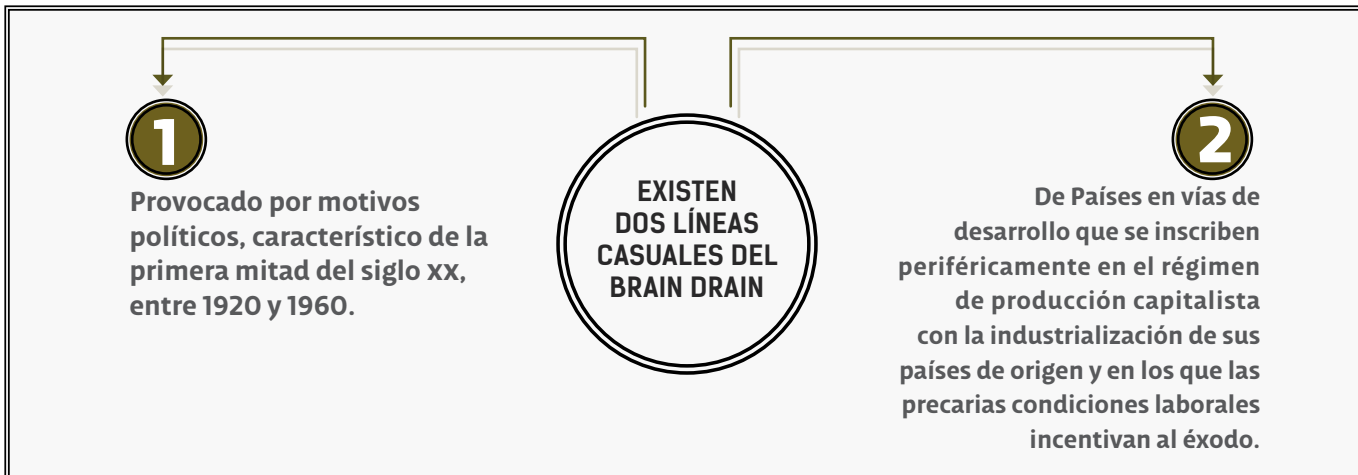 EXISTEN
DOS LÍNEAS
CASUALES DEL
BRAIN DRAIN
1
Provocado por motivos
políticos, característico de la
primera mitad del siglo XX,
entre 1920 y 1960.
2
De Países en vías de
desarrollo que se inscriben
periféricamente en el régimen
de producción capitalista
con la industrialización de sus
países de origen y en los que las
precarias condiciones laborales
incentivan al éxodo.